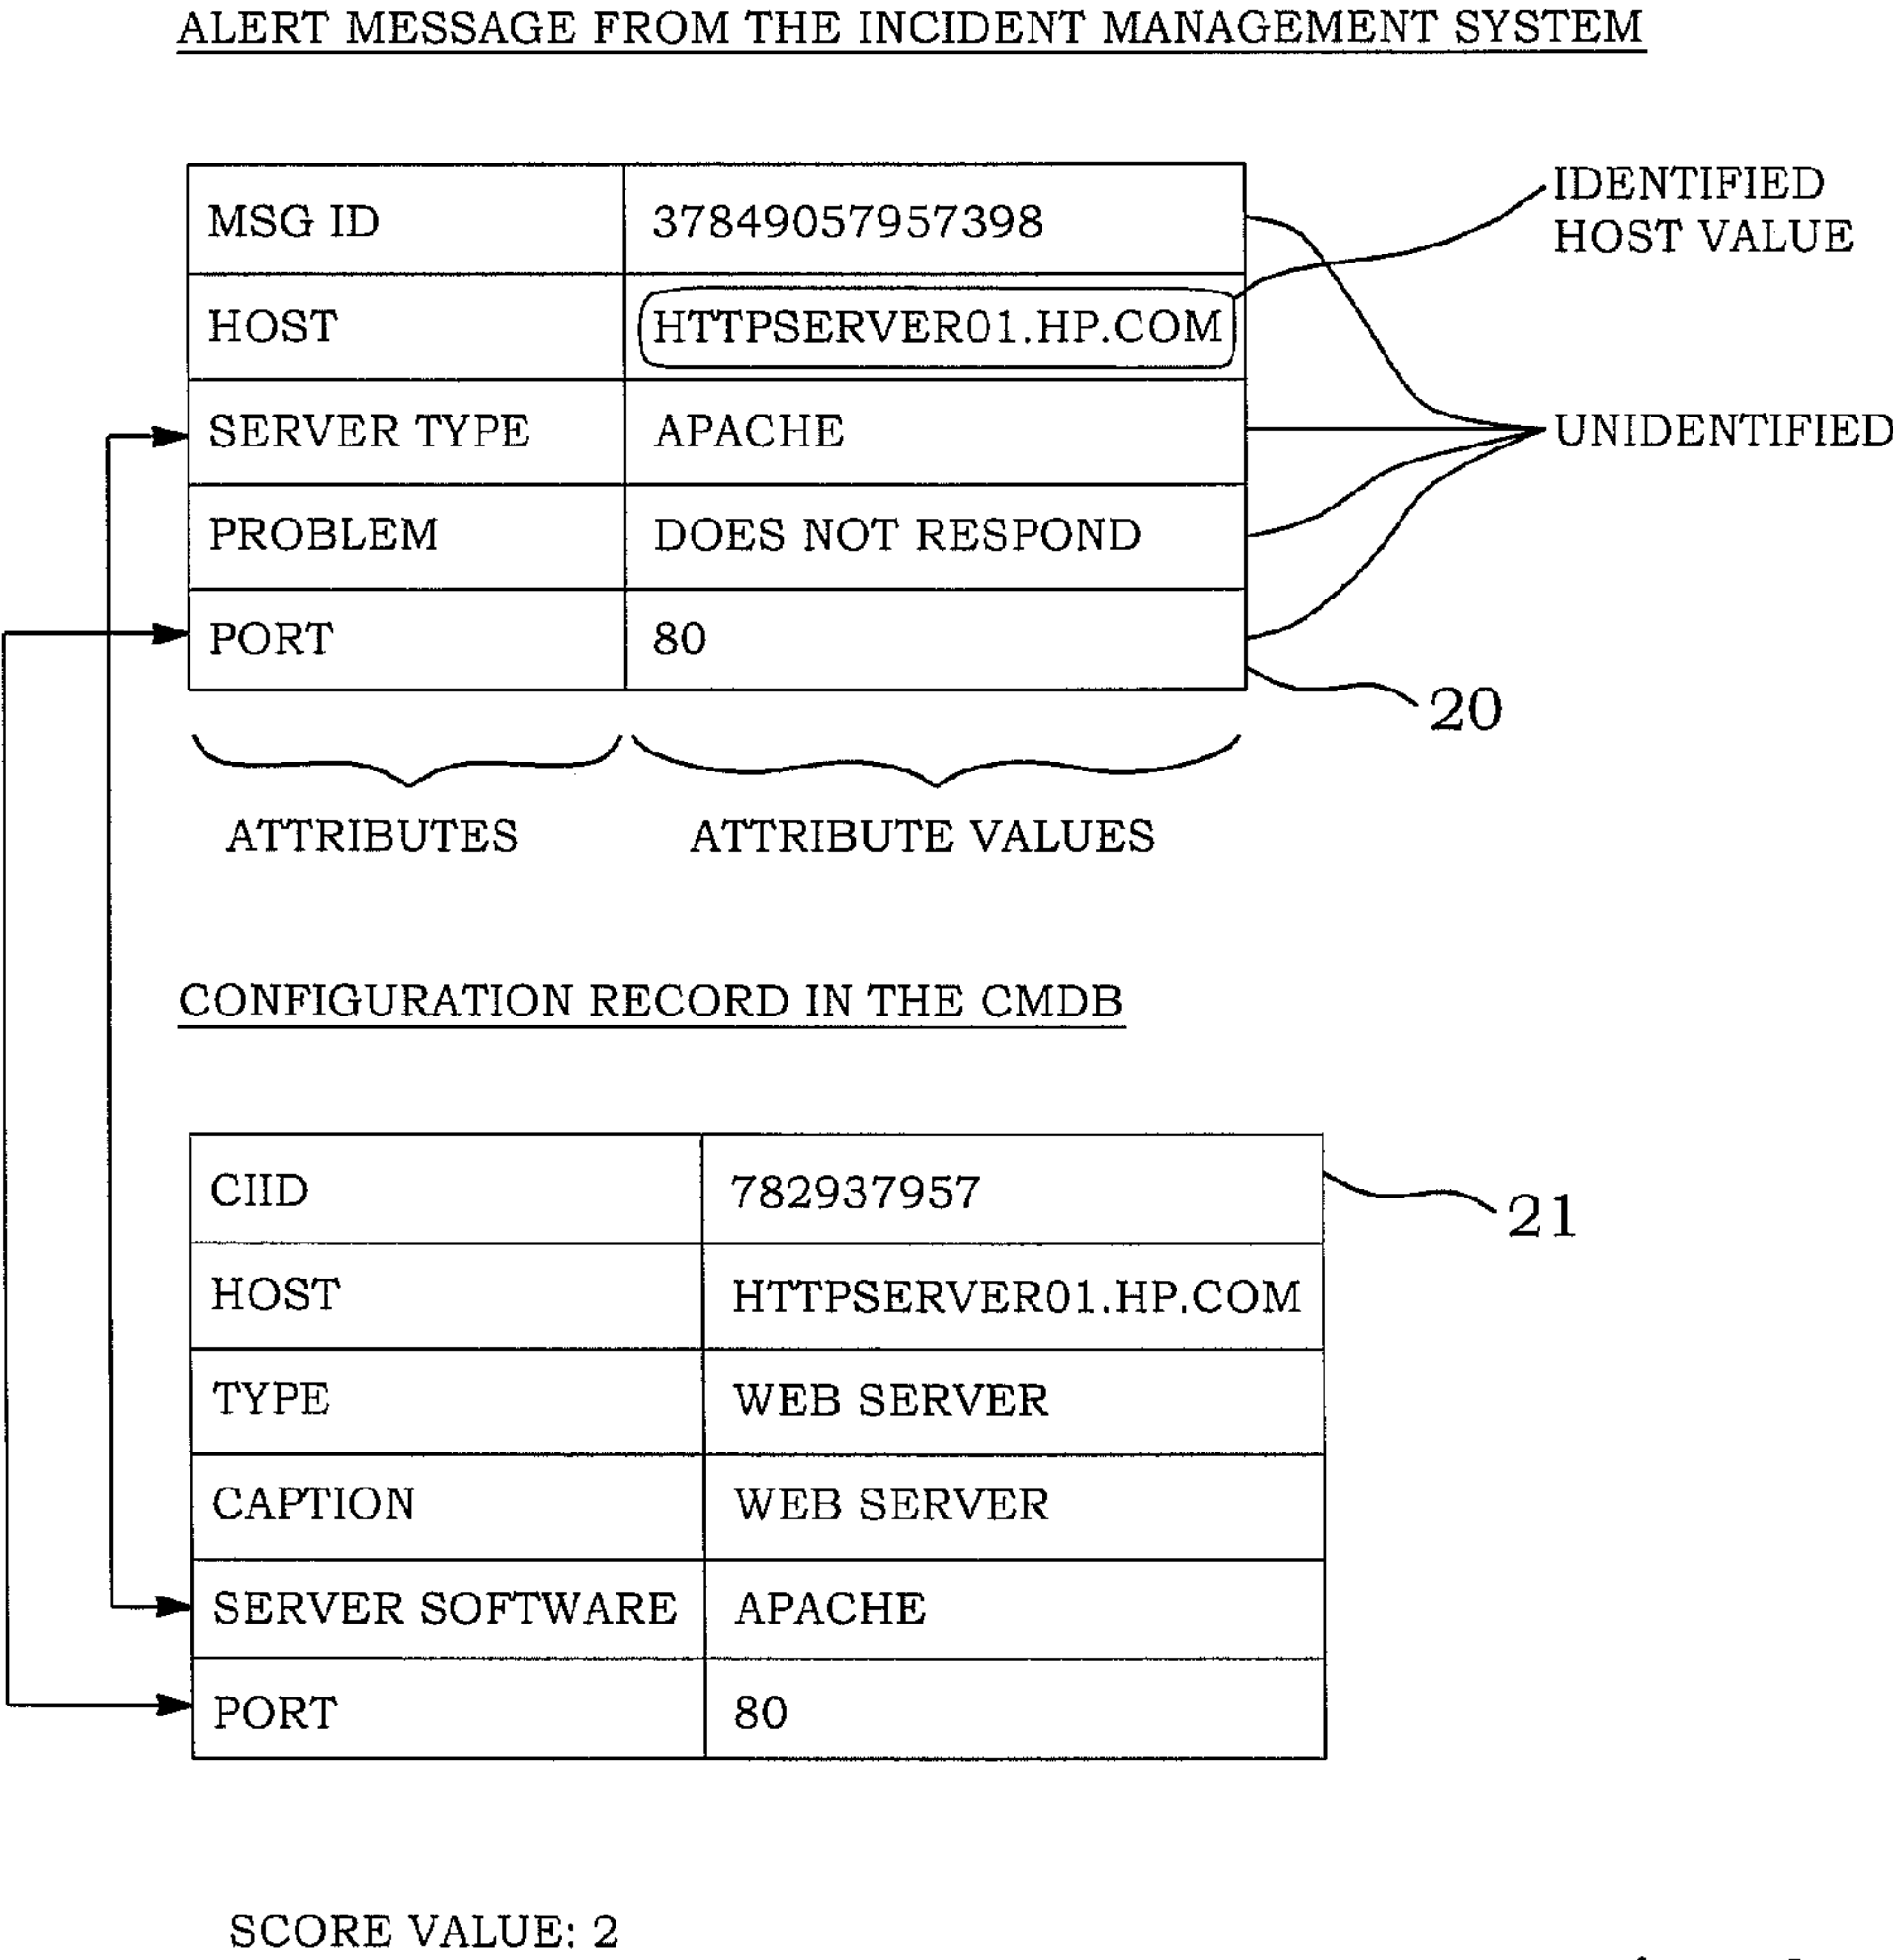 ALERT MESSAGE FROM THE INCIDENT MANAGEMENT SYSTEM
MSG ID 37849057957398
IDENTIFIED
HOST VALUE
HOST HTTPSERVER01.HP.COM
SERVER TYPE APACHE
UNIDENTIFIED
PROBLEM DOES NOT RESPOND
PORT 80
20
ATTRIBUTES ATTRIBUTE VALUES
CONFIGURATION RECORD IN THE CMDB
CIID 782937957
21
HOST HTTPSERVER01.HP.COM
TYPE WEB SERVER
CAPTION WEB SERVER
SERVER SOFTWARE APACHE
PORT 80
SCORE VALUE: 2